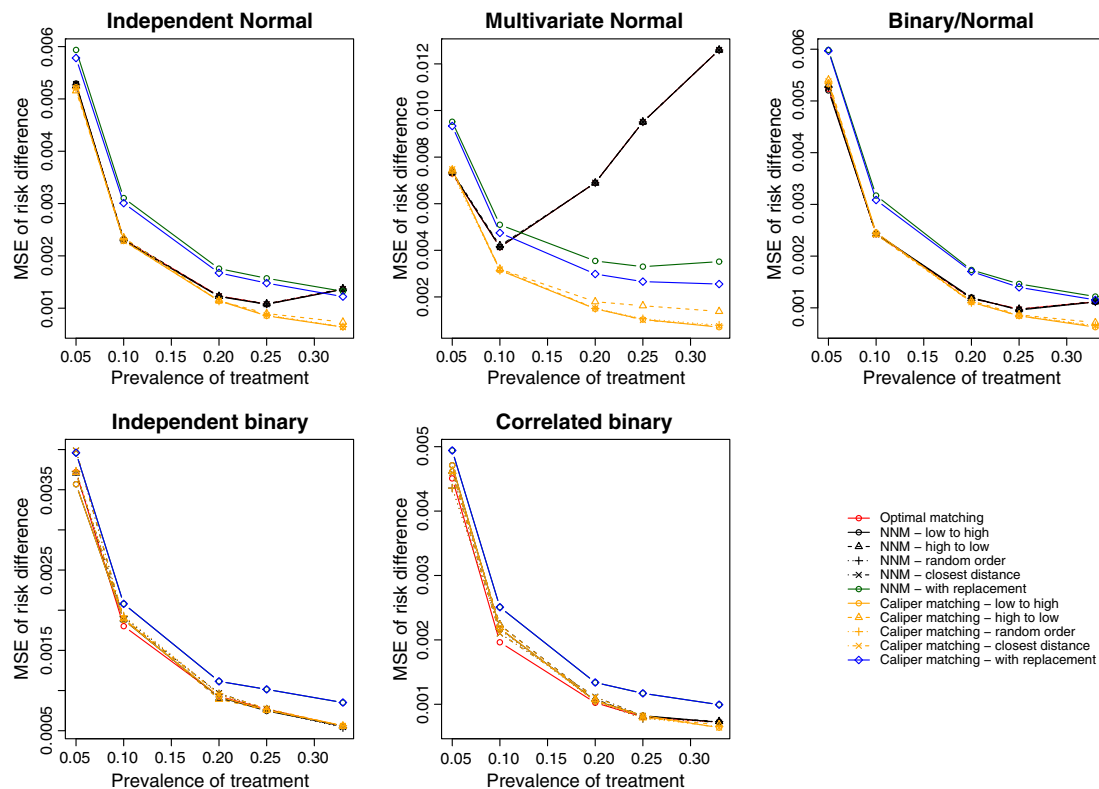 Independent Normal
MSE of risk difference
0.001 0.002 0.003 0.004 0.005 0.006
0.05 0.10 0.15 0.20 0.25 0.30
Prevalence of treatment
Multivariate Normal
MSE of risk difference
0.002 0.004 0.006 0.008 0.010 0.012
0.05 0.10 0.15 0.20 0.25 0.30
Prevalence of treatment
Binary/Normal
MSE of risk difference
0.001 0.002 0.003 0.004 0.005 0.006
0.05 0.10 0.15 0.20 0.25 0.30
Prevalence of treatment
Independent binary
MSE of risk difference
0.0005 0.0015 0.0025 0.0035
0.05 0.10 0.15 0.20 0.25 0.30
Prevalence of treatment
Correlated binary
MSE of risk difference
0.001 0.002 0.003 0.004 0.005
0.05 0.10 0.15 0.20 0.25 0.30
Prevalence of treatment
Optimal matching
NNM – low to high
NNM – high to low
NNM – random order
NNM – closest distance
NNM – with replacement
Caliper matching – low to high
Caliper matching – high to low
Caliper matching – random order
Caliper matching – closest distance
Caliper matching – with replacement